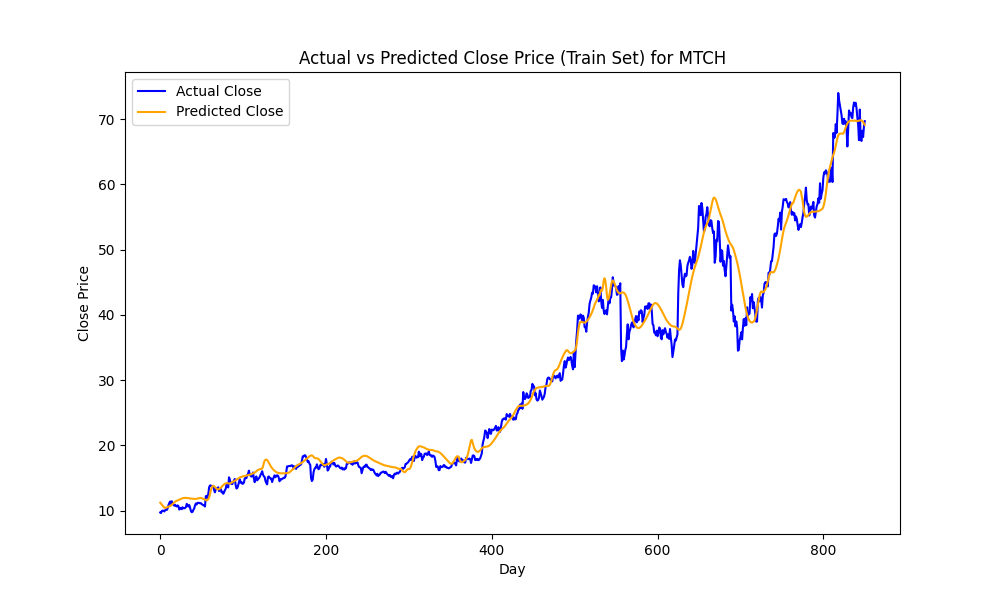 Actual vs Predicted Close Price (Train Set) for MTCH
Actual Close
Predicted Close
70
60
50
40
30
20
10
Close Price
0 200 400 600 800
Day